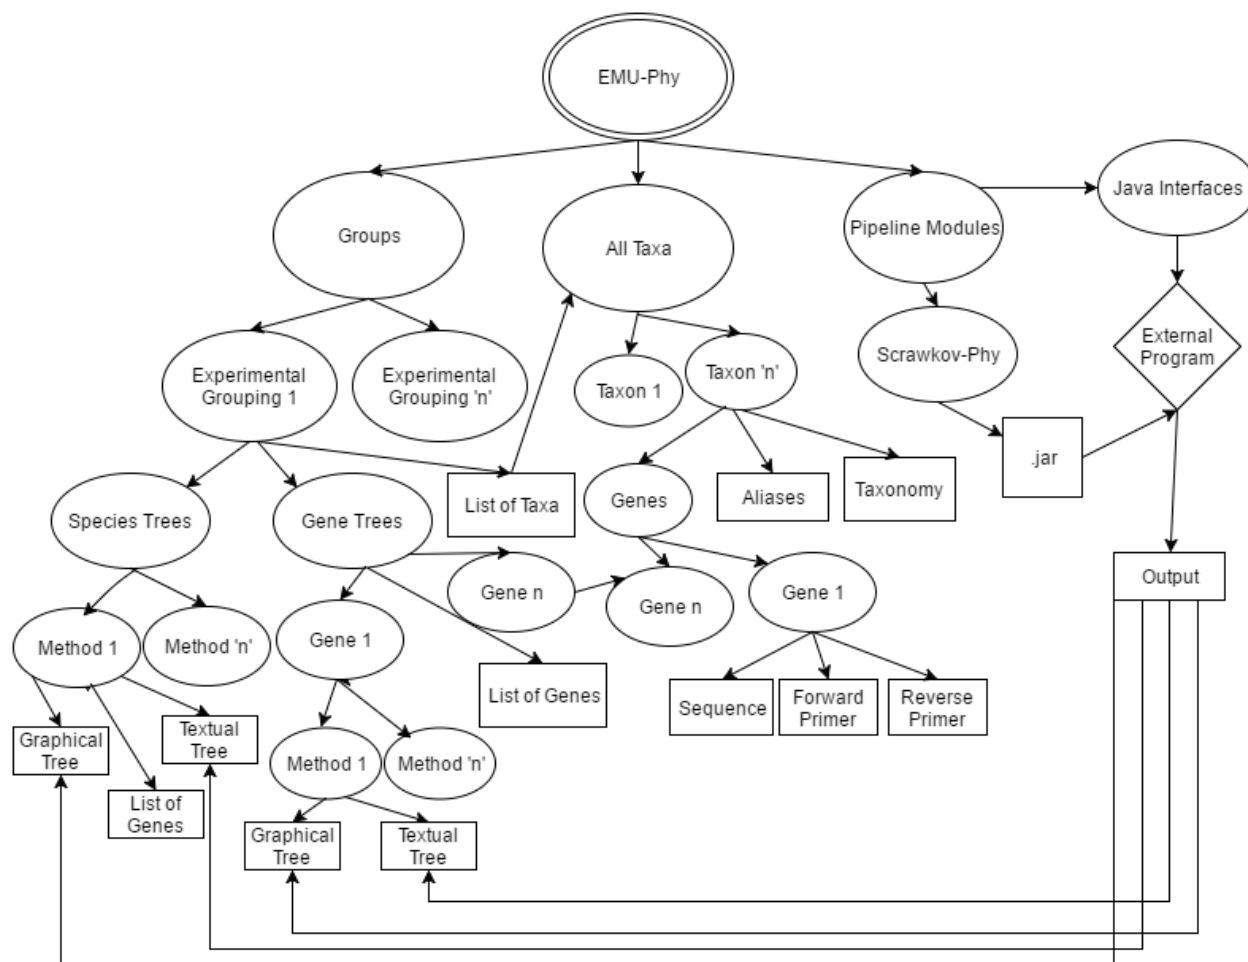 EMU-Phy
Java Interfaces
Groups
All Taxa
Pipeline Modules
External
Program
Scrawkov-Phy
Experimental
Grouping 1
Experimental
Grouping 'n'
Taxon 1
Taxon 'n'
.jar
Species Trees
Gene Trees
List of Taxa
Genes
Aliases
Taxonomy
Output
Gene n
Gene n
Gene 1
Method 1
Method 'n'
Gene 1
List of Genes
Sequence
Forward
Primer
Reverse
Primer
Graphical
Tree
Textual
Tree
Method 1
Method 'n'
List of
Genes
Graphical
Tree
Textual
Tree